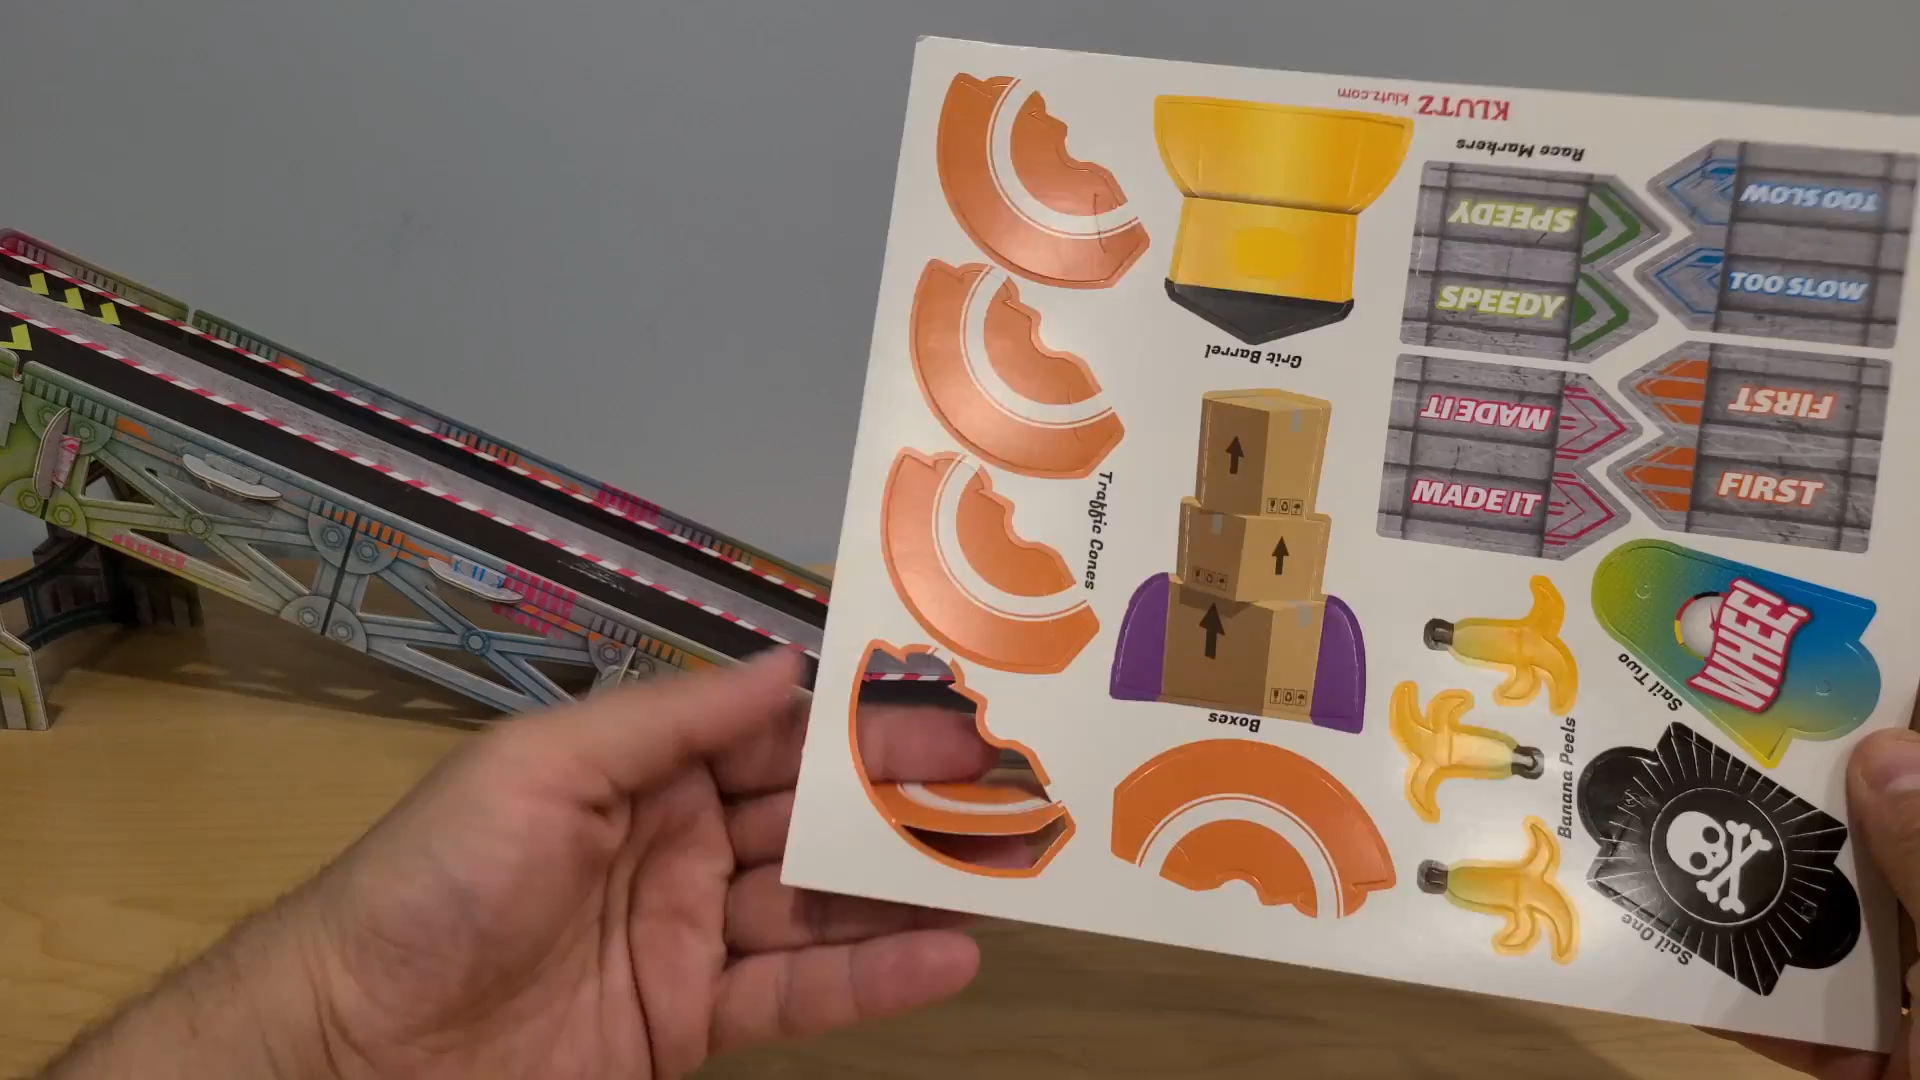 KLUTZ klutz.com
Race Markers
SPEEDY
TOO SLOW
SPEEDY
TOO SLOW
Grit Barrel
MADE IT
FIRST
MADE IT
FIRST
Traffic Cones
WHEE!
Sail Two
Boxes
Banana Peels
Sail One